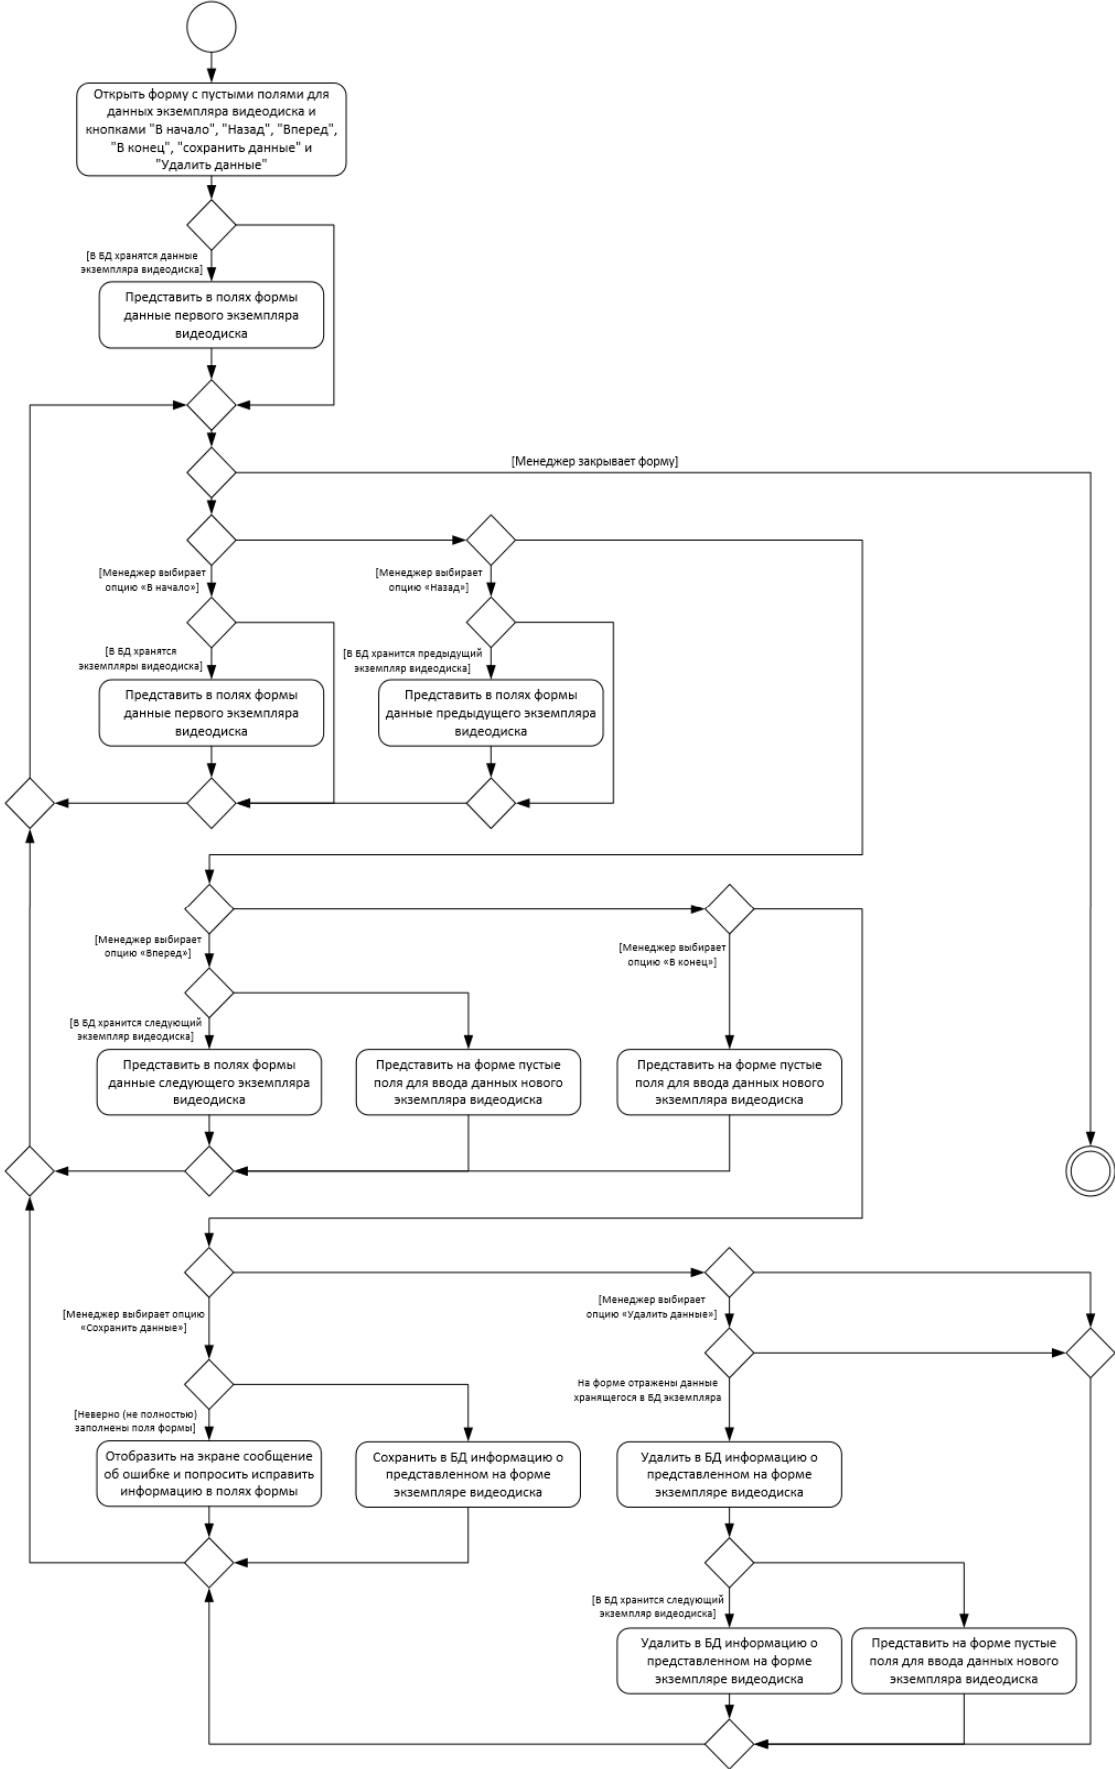 Открыть форму с пустыми полями для
данных экземпляра видеодиска и
кнопками "В начало", "Назад", "Вперед",
"В конец", "сохранить данные" и
"Удалить данные"
[В БД хранятся данные
экземпляра видеодиска]
Представить в полях формы
данные первого экземпляра
видеодиска
[Менеджер закрывает форму]
[Менеджер выбирает
опцию «В начало»]
[Менеджер выбирает
опцию «Назад»]
[В БД хранятся
экземпляры видеодиска]
[В БД хранится предыдущий
экземпляр видеодиска]
Представить в полях формы
данные первого экземпляра
видеодиска
Представить в полях формы
данные предыдущего экземпляра
видеодиска
[Менеджер выбирает
опцию «Вперед»]
[Менеджер выбирает
опцию «В конец»]
[В БД хранится следующий
экземпляр видеодиска]
Представить в полях формы
данные следующего экземпляра
видеодиска
Представить на форме пустые
поля для ввода данных нового
экземпляра видеодиска
Представить на форме пустые
поля для ввода данных нового
экземпляра видеодиска
[Менеджер выбирает опцию
«Сохранить данные»]
[Менеджер выбирает
опцию «Удалить данные»]
На форме отражены данные
хранящегося в БД экземпляра
[Неверно (не полностью)
заполнены поля формы]
Отобразить на экране сообщение
об ошибке и попросить исправить
информацию в полях формы
Сохранить в БД информацию о
представленном на форме
экземпляре видеодиска
Удалить в БД информацию о
представленном на форме
экземпляре видеодиска
[В БД хранится следующий
экземпляр видеодиска]
Удалить в БД информацию о
представленном на форме
экземпляре видеодиска
Представить на форме пустые
поля для ввода данных нового
экземпляра видеодиска